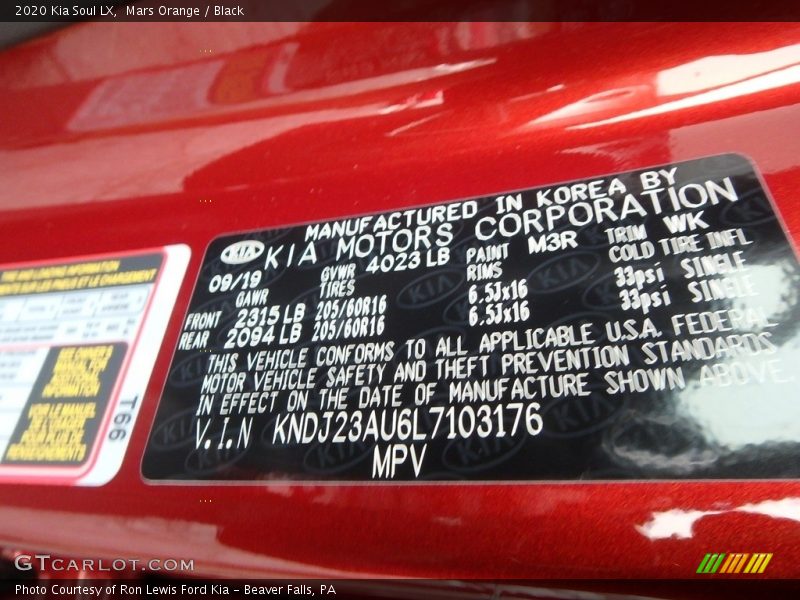 2020 Kia Soul LX, Mars Orange / Black
MANUFACTURED IN KOREA BY
KIA KIA MOTORS CORPORATION
09/19 GVWR 4023 LB PAINT M3R TRIM WK
GAWR TIRES RIMS COLD TIRE INFL
FRONT 2315 LB 205/60R16 6.5Jx16 33psi SINGLE
REAR 2094 LB 205/60R16 6.5Jx16 33psi SINGLE
THIS VEHICLE CONFORMS TO ALL APPLICABLE U.S.A. FEDERAL
MOTOR VEHICLE SAFETY AND THEFT PREVENTION STANDARDS
IN EFFECT ON THE DATE OF MANUFACTURE SHOWN ABOVE.
V.I.N KNDJ23AU6L7103176
MPV
T66
GTCARLOT.COM
Photo Courtesy of Ron Lewis Ford Kia – Beaver Falls, PA